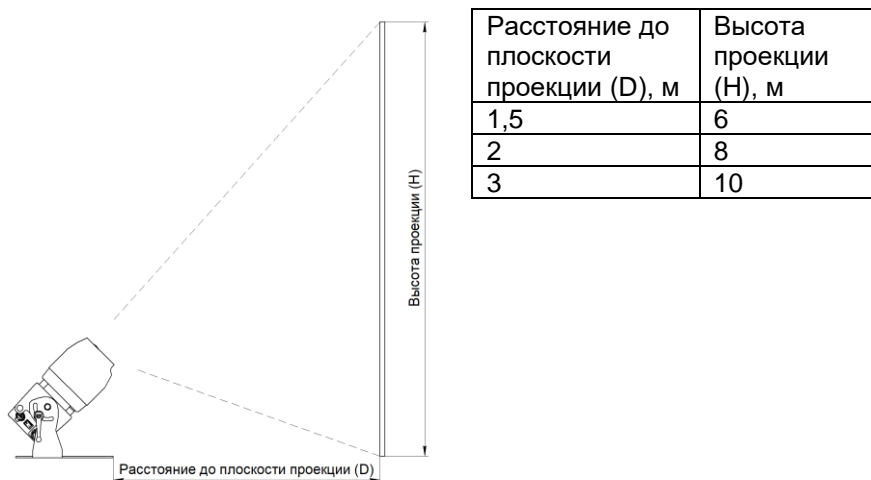 Расстояние до
плоскости
проекции (D), м
Высота
проекции
(H), м
1,5
6
2
8
3
10
Высота проекции (H)
Расстояние до плоскости проекции (D)